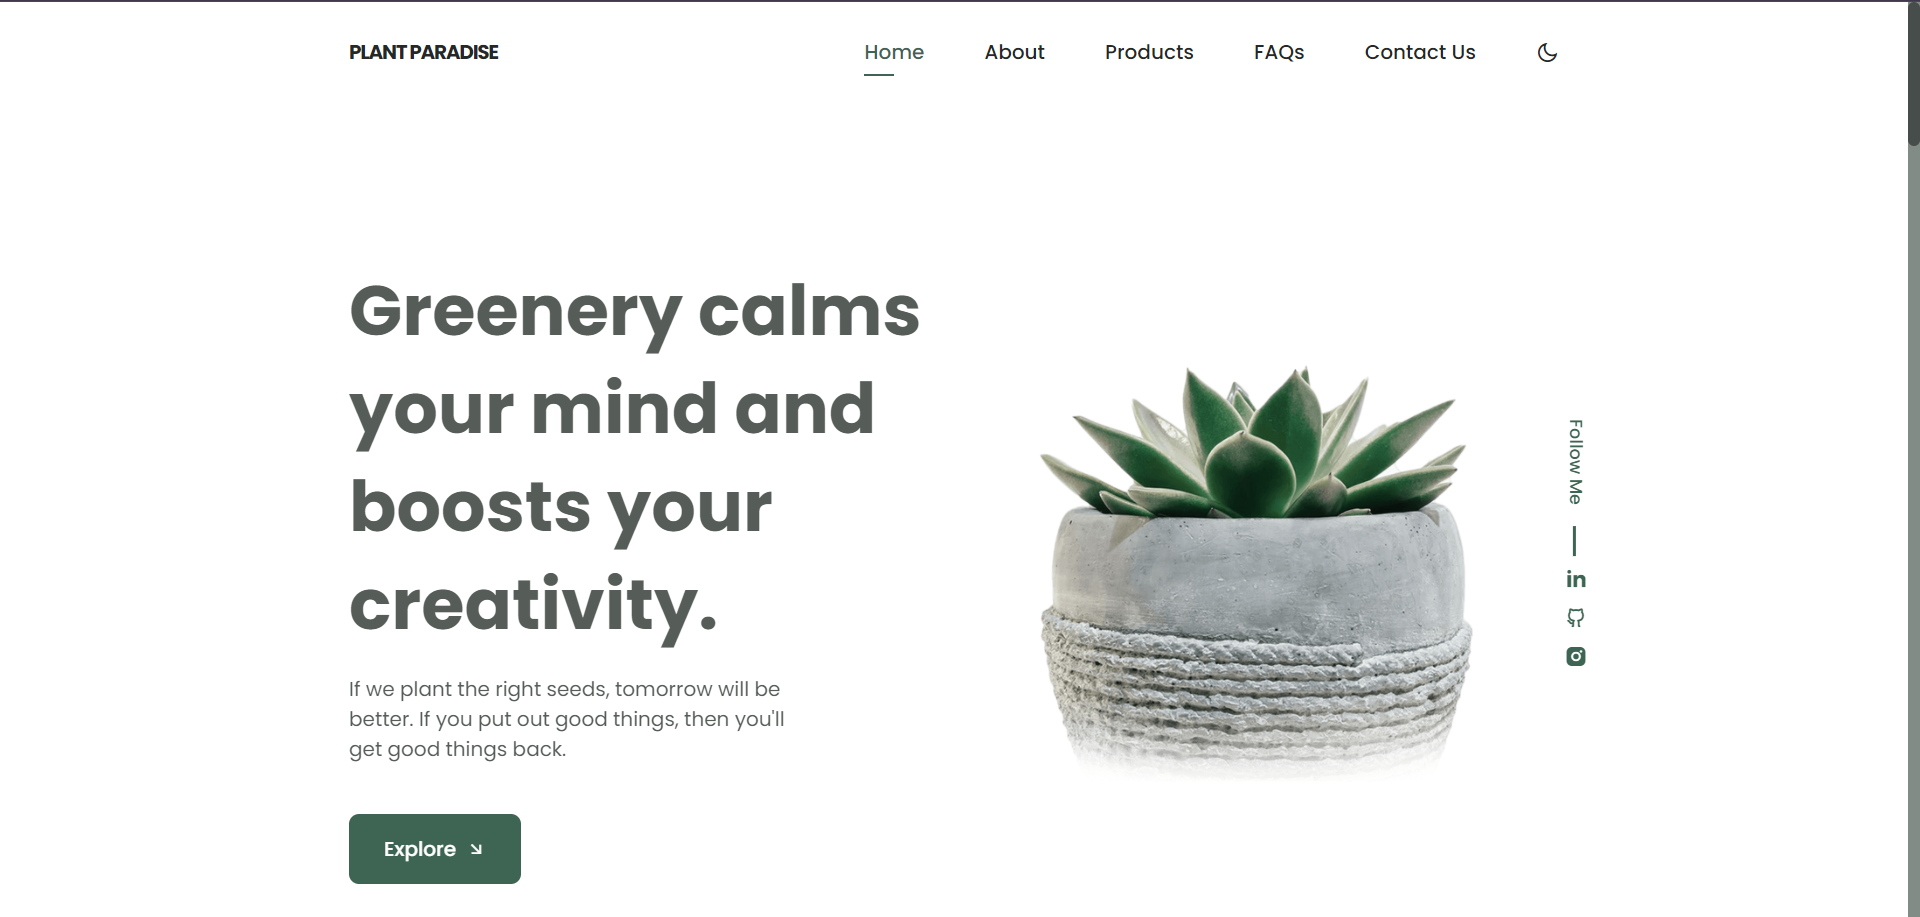 PLANT PARADISE
Home
About
Products
FAQs
Contact Us
Greenery calms
your mind and
boosts your
creativity.
If we plant the right seeds, tomorrow will be
better. If you put out good things, then you'll
get good things back.
Explore
Follow Me
in